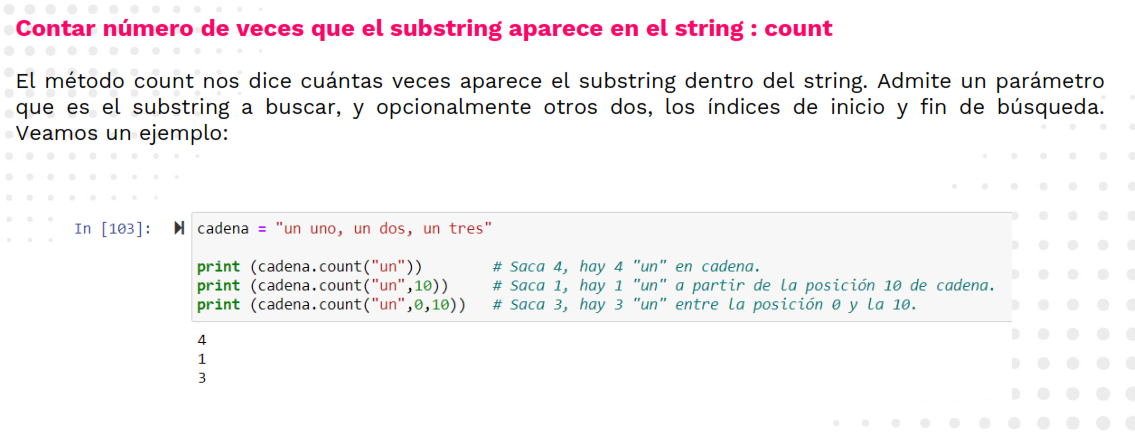 Contar número de veces que el substring aparece en el string : count
El método count nos dice cuántas veces aparece el substring dentro del string. Admite un parámetro
que es el substring a buscar, y opcionalmente otros dos, los índices de inicio y fin de búsqueda.
Veamos un ejemplo:
In [103]: cadena = "un uno, un dos, un tres"
print (cadena.count("un")) # Saca 4, hay 4 "un" en cadena.
print (cadena.count("un",10)) # Saca 1, hay 1 "un" a partir de la posición 10 de cadena.
print (cadena.count("un",0,10)) # Saca 3, hay 3 "un" entre la posición 0 y la 10.
4
1
3